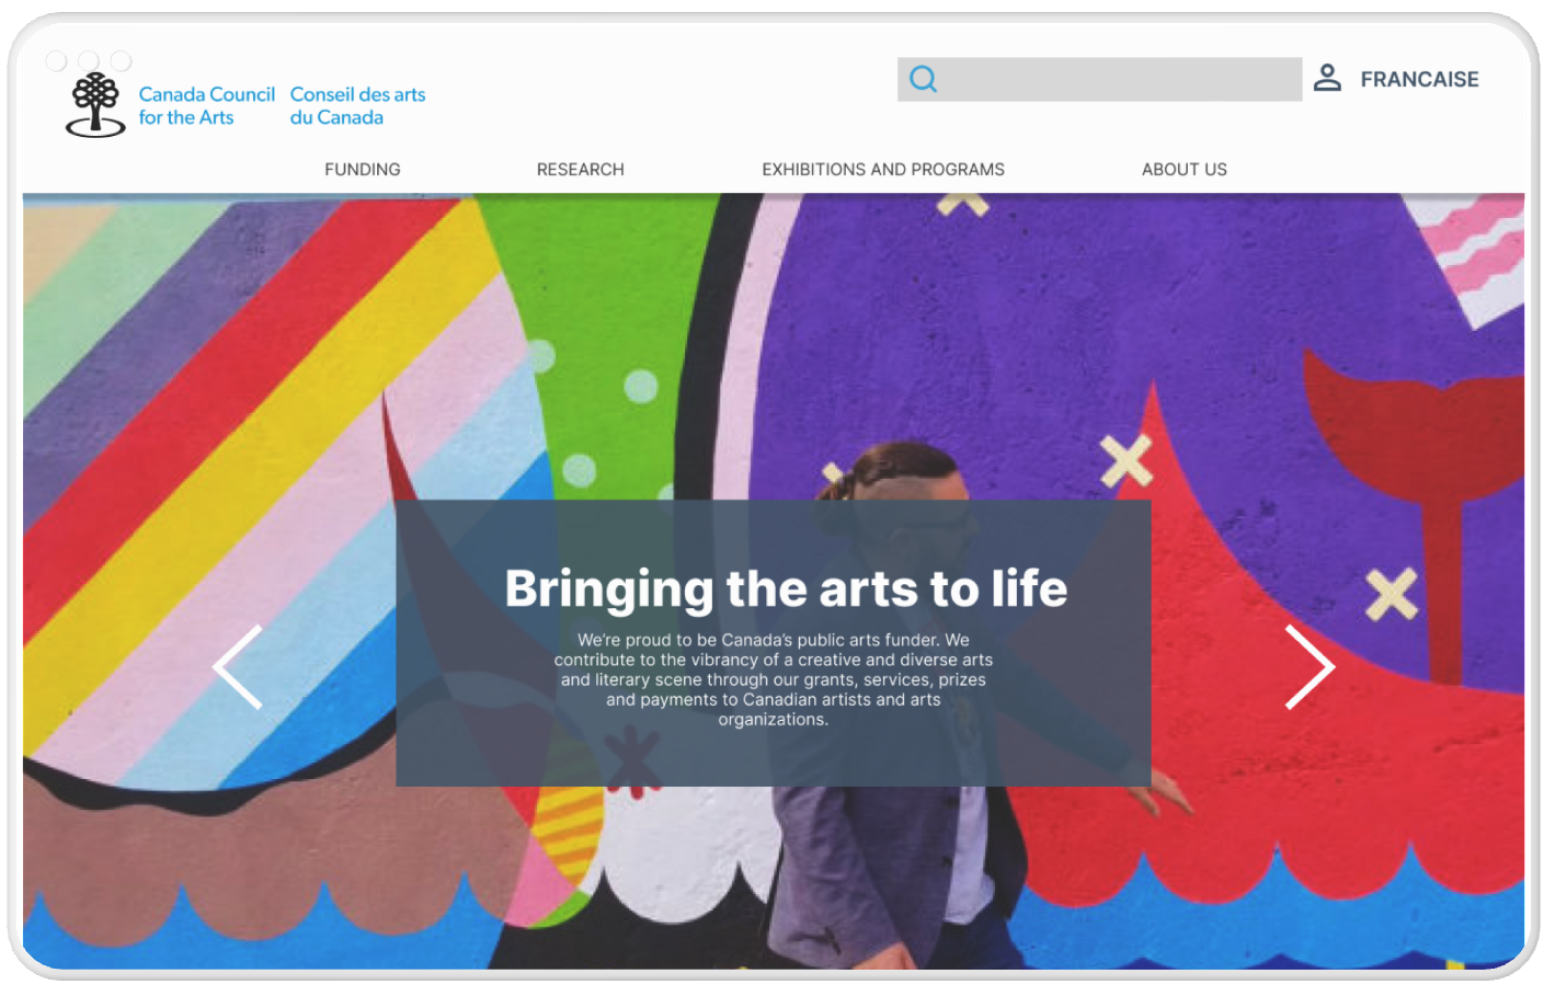 Canada Council
for the Arts
Conseil des arts
du Canada
FRANCAISE
FUNDING
RESEARCH
EXHIBITIONS AND PROGRAMS
ABOUT US
Bringing the arts to life
We're proud to be Canada's public arts funder. We
contribute to the vibrancy of a creative and diverse arts
and literary scene through our grants, services, prizes
and payments to Canadian artists and arts
organizations.